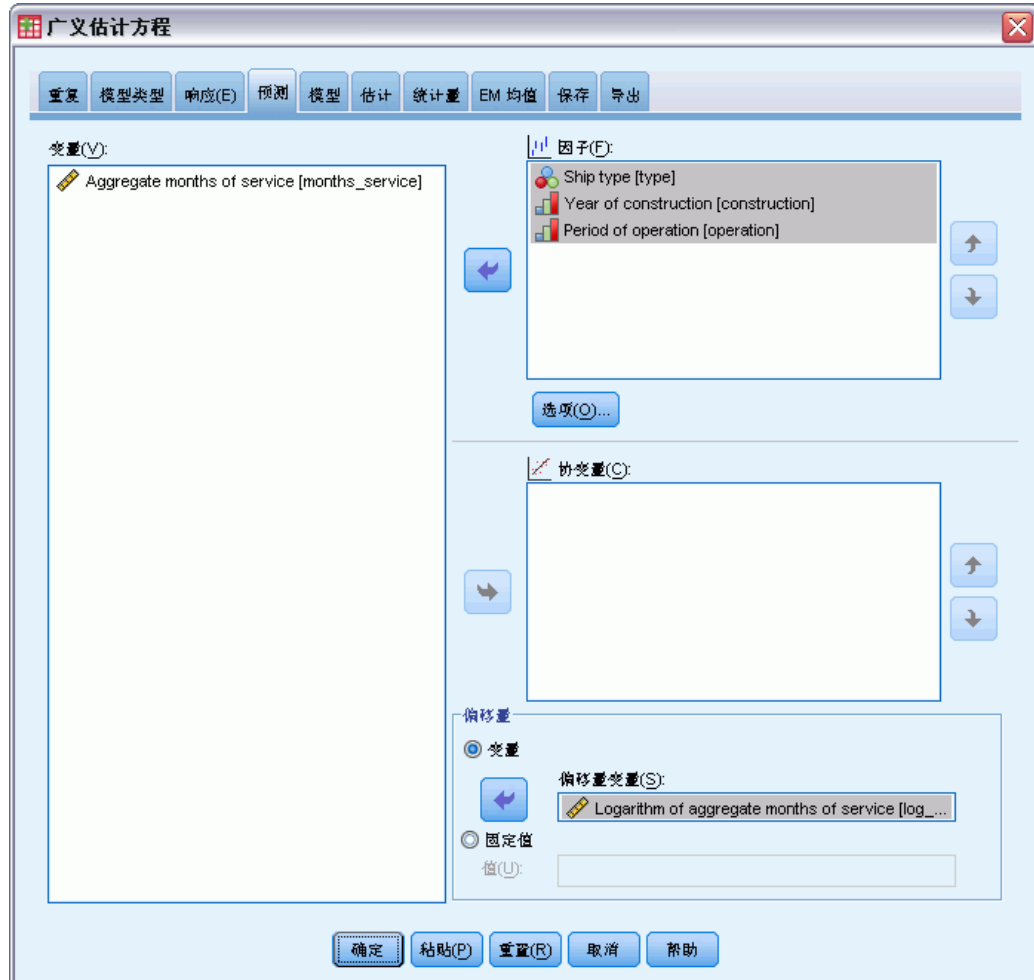 广义估计方程
重复 模型类型 响应(E) 预测 模型 估计 统计量 EM 均值 保存 导出
变量(V):
Aggregate months of service [months_service]
因子(F):
Ship type [type]
Year of construction [construction]
Period of operation [operation]
选项(O)...
协变量(C):
偏移量
变量
偏移量变量(S):
Logarithm of aggregate months of service [log_...
固定值
值(U):
确定 粘贴(P) 重置(R) 取消 帮助